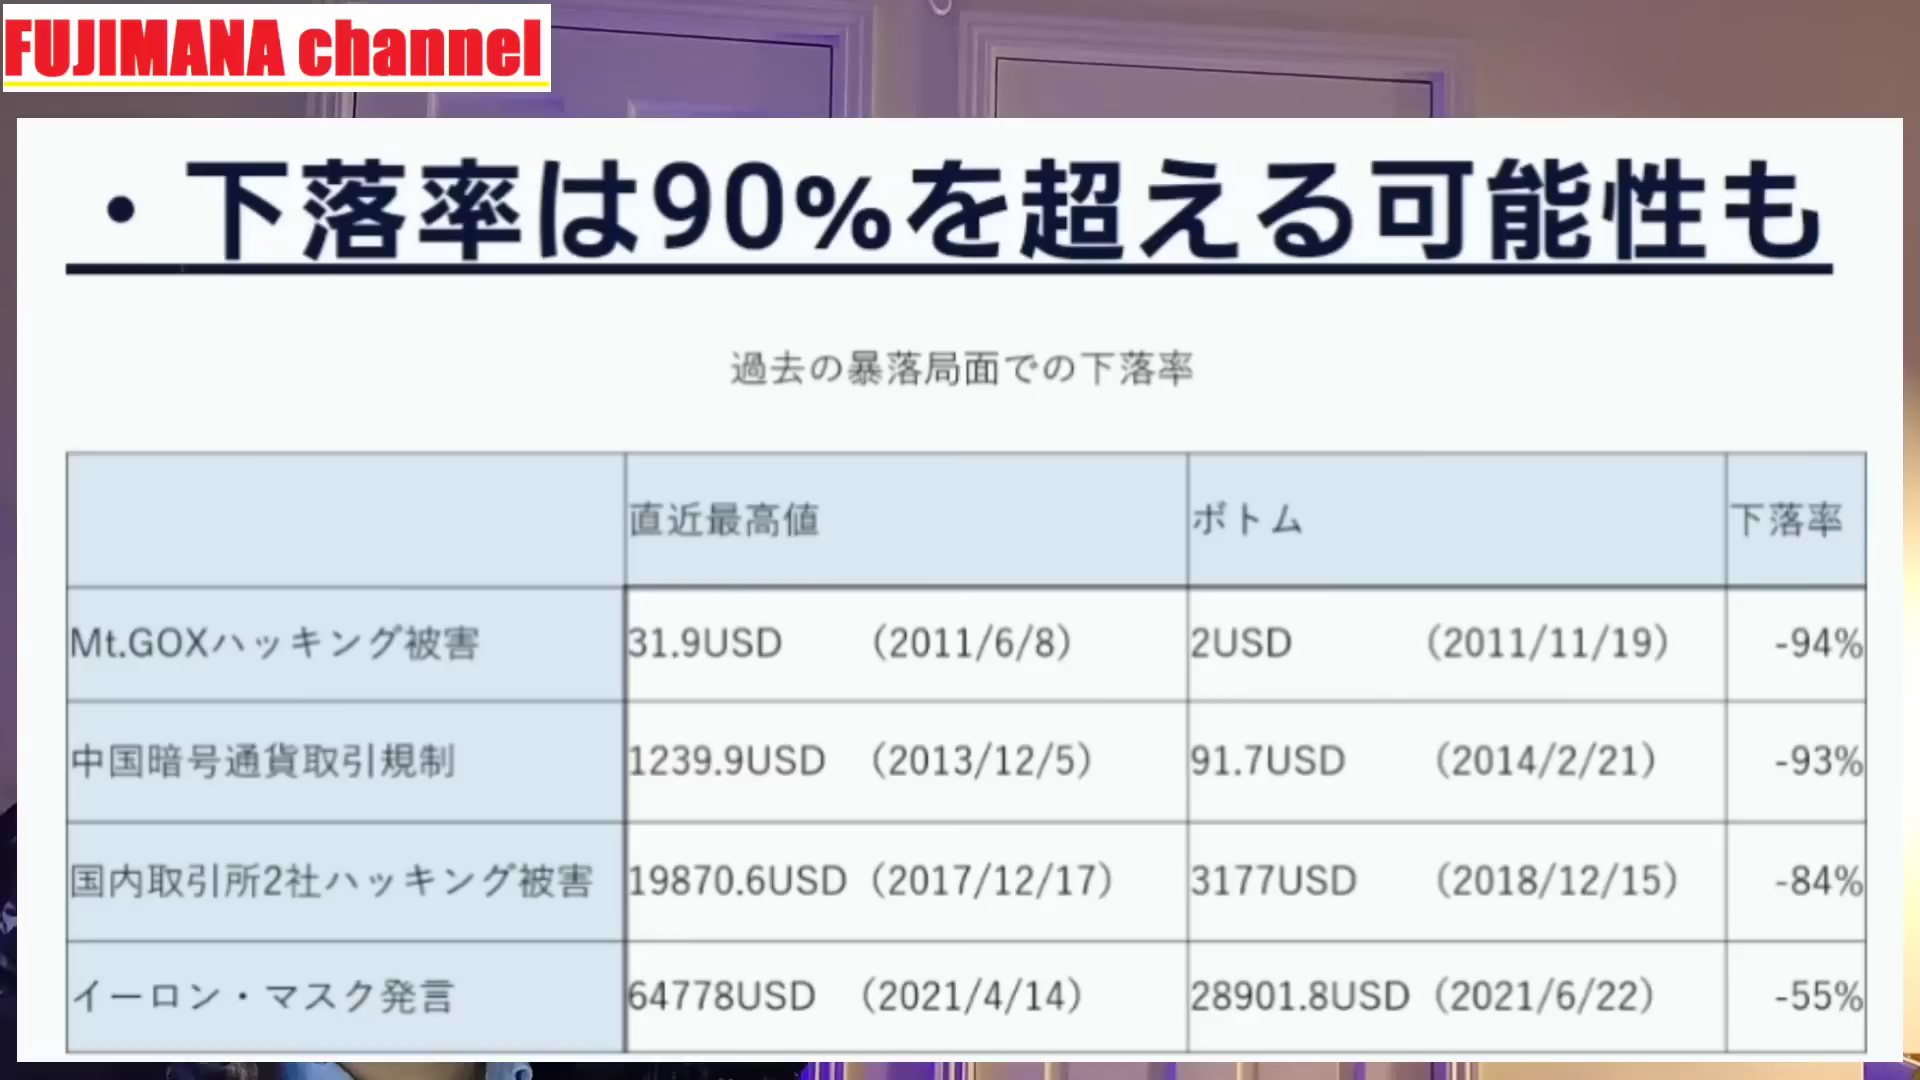 FUJIMANA channel
・下落率は90%を超える可能性も
過去の暴落局面での下落率
直近最高値 ボトム 下落率
Mt.GOXハッキング被害 31.9USD （2011/6/8） 2USD （2011/11/19） -94%
中国暗号通貨取引規制 1239.9USD （2013/12/5） 91.7USD （2014/2/21） -93%
国内取引所2社ハッキング被害 19870.6USD（2017/12/17） 3177USD （2018/12/15） -84%
イーロン・マスク発言 64778USD （2021/4/14） 28901.8USD（2021/6/22） -55%